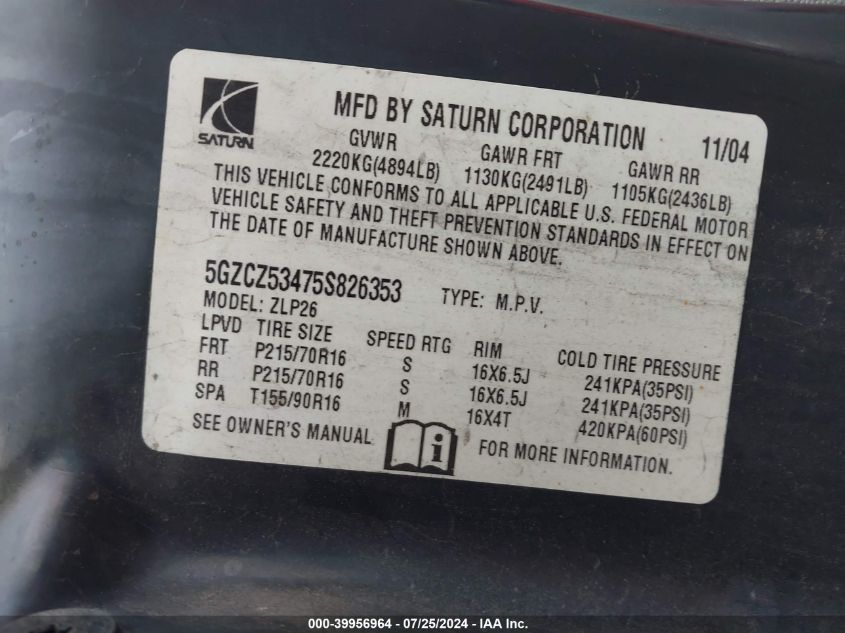 SATURN
MFD BY SATURN CORPORATION 11/04
GVWR GAWR FRT GAWR RR
2220KG(4894LB) 1130KG(2491LB) 1105KG(2436LB)
THIS VEHICLE CONFORMS TO ALL APPLICABLE U.S. FEDERAL MOTOR
VEHICLE SAFETY AND THEFT PREVENTION STANDARDS IN EFFECT ON
THE DATE OF MANUFACTURE SHOWN ABOVE.
5GZCZ53475S826353 TYPE: M.P.V.
MODEL: ZLP26
LPVD TIRE SIZE SPEED RTG RIM COLD TIRE PRESSURE
FRT P215/70R16 S 16X6.5J 241KPA(35PSI)
RR P215/70R16 S 16X6.5J 241KPA(35PSI)
SPA T155/90R16 M 16X4T 420KPA(60PSI)
SEE OWNER'S MANUAL i FOR MORE INFORMATION.
000-39956964 - 07/25/2024 - IAA, Inc.